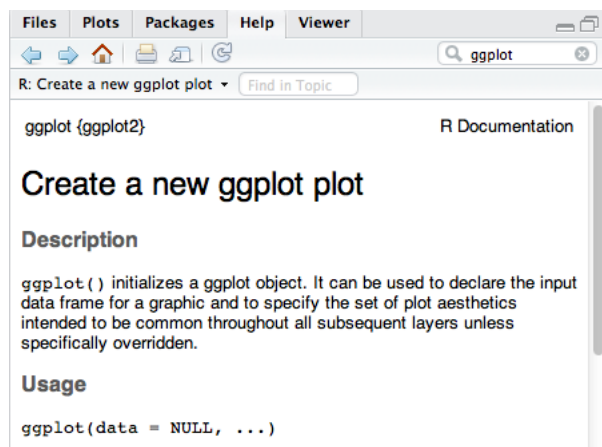 Files Plots Packages Help Viewer
ggplot
R: Create a new ggplot plot Find in Topic
ggplot {ggplot2} R Documentation
Create a new ggplot plot
Description
ggplot() initializes a ggplot object. It can be used to declare the input
data frame for a graphic and to specify the set of plot aesthetics
intended to be common throughout all subsequent layers unless
specifically overridden.
Usage
ggplot(data = NULL, ...)